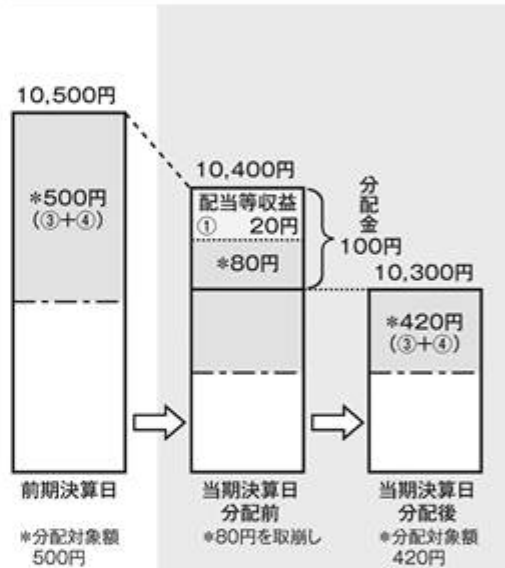 10,500円
*500円
(③+④)
前期決算日
*分配対象額
500円
10,400円
配当等収益
① 20円
*80円
分配金
100円
当期決算日
分配前
*80円を取崩し
10,300円
*420円
(③+④)
当期決算日
分配後
*分配対象額
420円